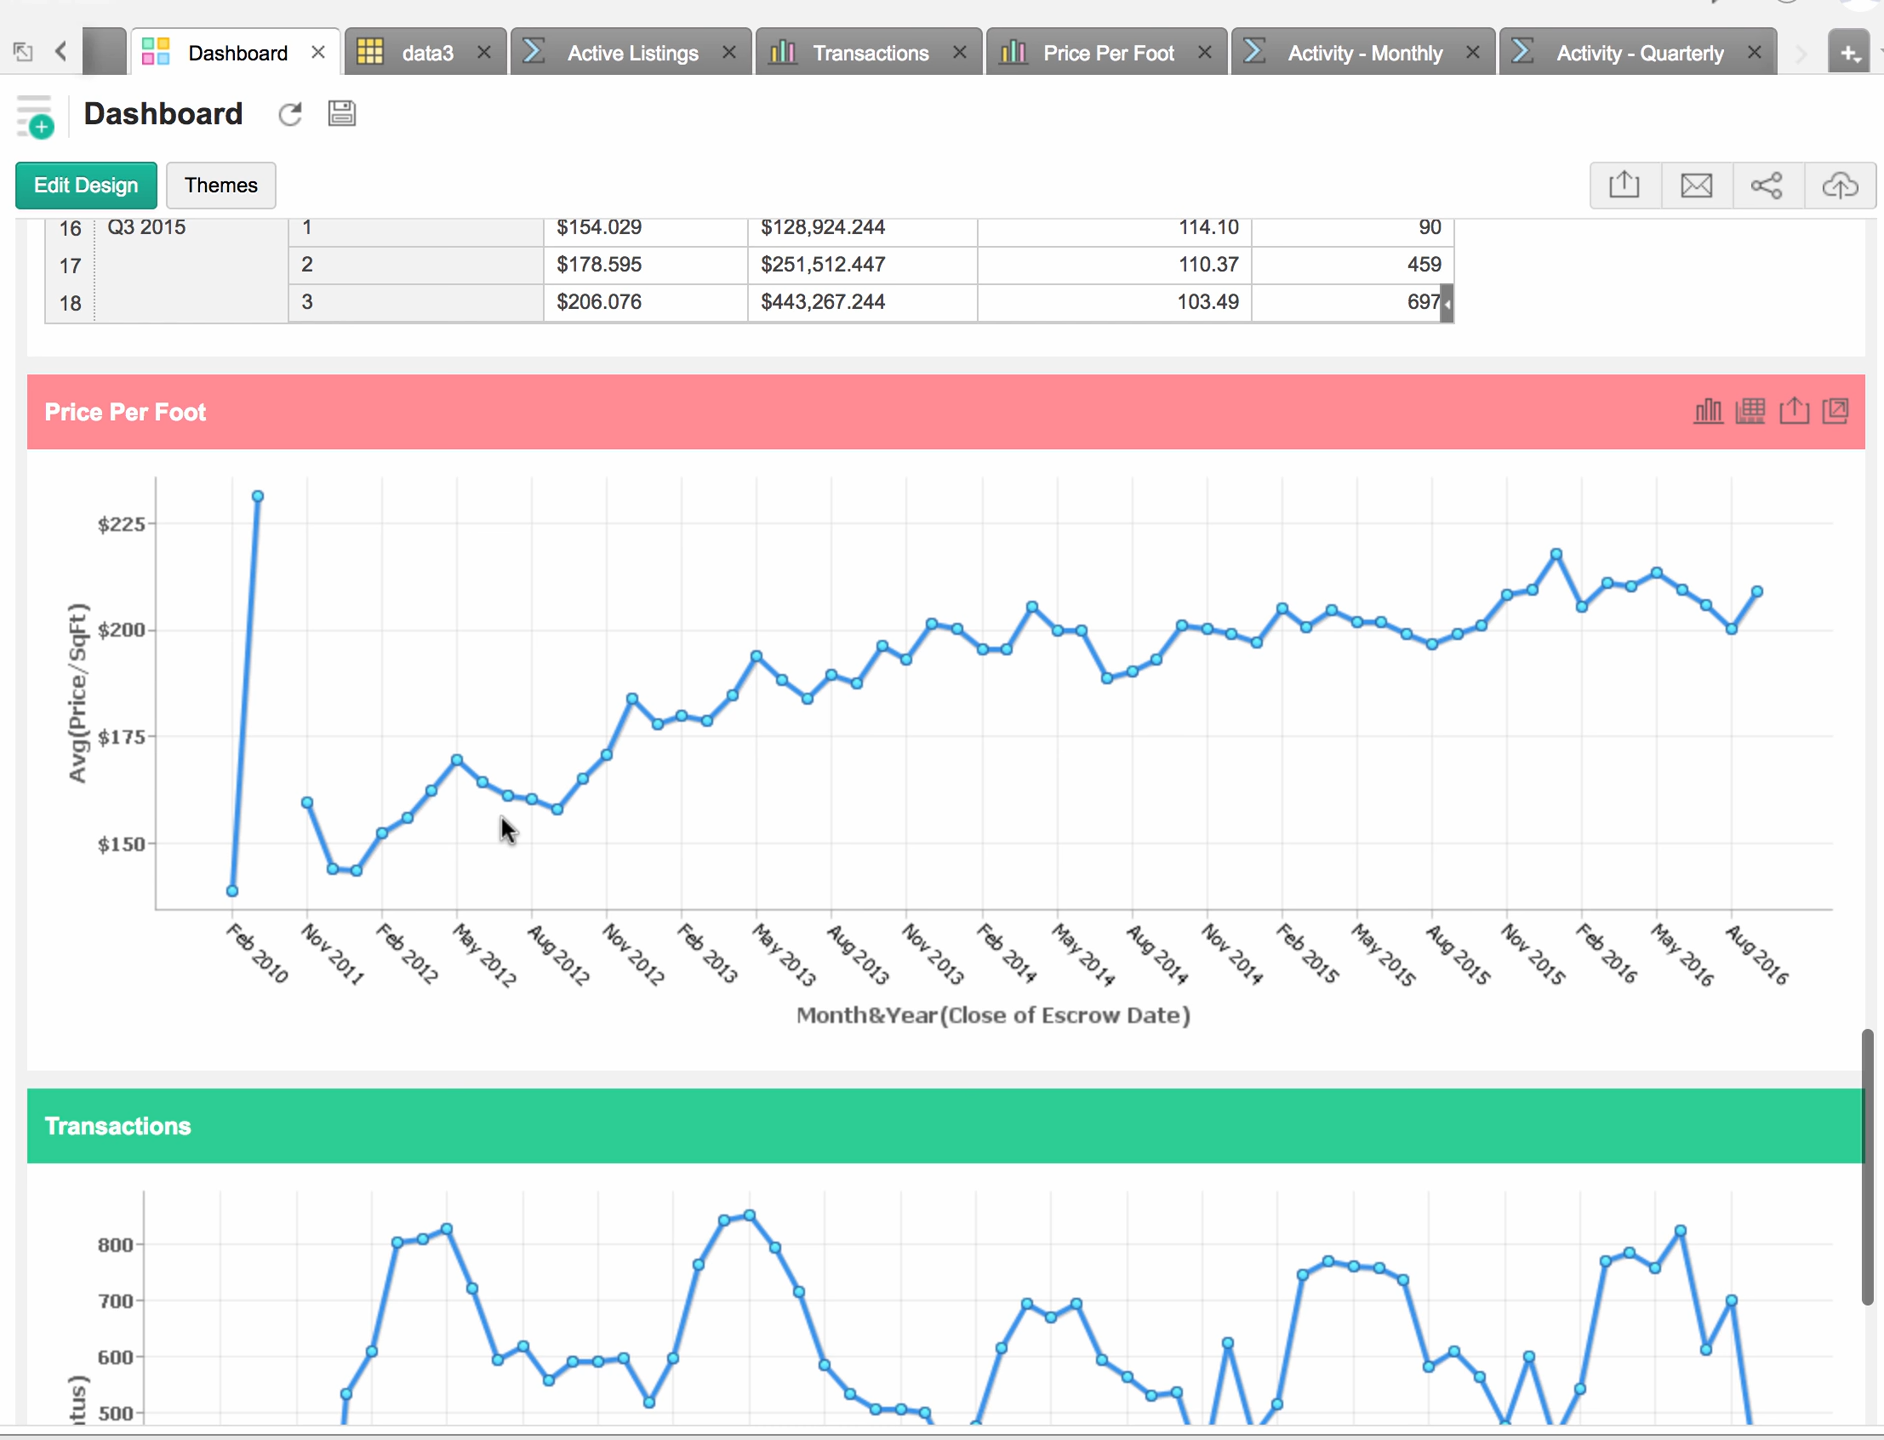 Dashboard data3 Active Listings Transactions Price Per Foot Activity - Monthly Activity - Quarterly
Dashboard
Edit Design Themes
16 Q3 2015 1 $154.029 $128,924.244 114.10 90
17 2 $178.595 $251,512.447 110.37 459
18 3 $206.076 $443,267.244 103.49 697
Price Per Foot
$225
$200
$175
$150
Avg(Price/SqFt)
Feb 2010 Nov 2011 Feb 2012 May 2012 Aug 2012 Nov 2012 Feb 2013 May 2013 Aug 2013 Nov 2013 Feb 2014 May 2014 Aug 2014 Nov 2014 Feb 2015 May 2015 Aug 2015 Nov 2015 Feb 2016 May 2016 Aug 2016
Month&Year(Close of Escrow Date)
Transactions
800
700
600
500
tus)